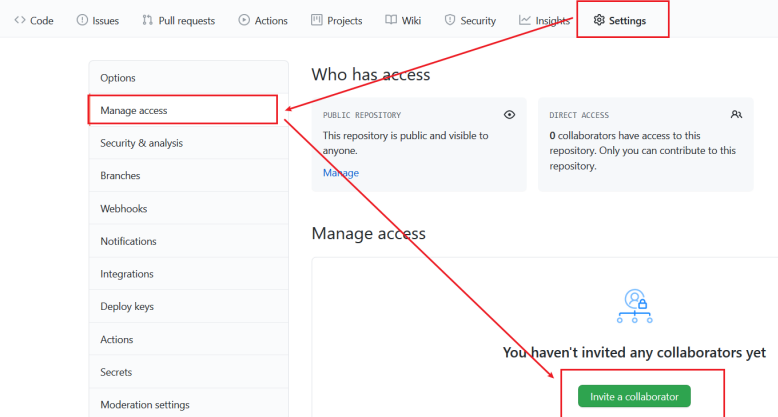 Code Issues Pull requests Actions Projects Wiki Security Insights Settings
Options
Manage access
Security & analysis
Branches
Webhooks
Notifications
Integrations
Deploy keys
Actions
Secrets
Moderation settings
Who has access
PUBLIC REPOSITORY
This repository is public and visible to
anyone.
Manage
DIRECT ACCESS
0 collaborators have access to this
repository. Only you can contribute to this
repository.
Manage access
You haven't invited any collaborators yet
Invite a collaborator